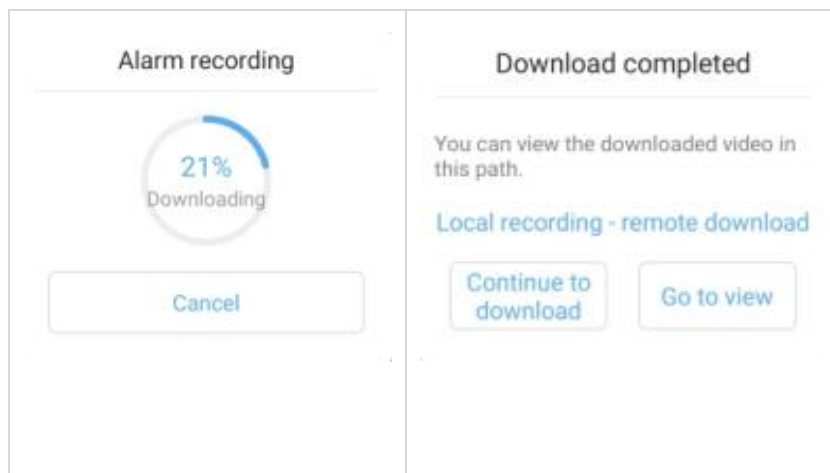 Alarm recording
21%
Downloading
Cancel
Download completed
You can view the downloaded video in
this path.
Local recording - remote download
Continue to
download
Go to view